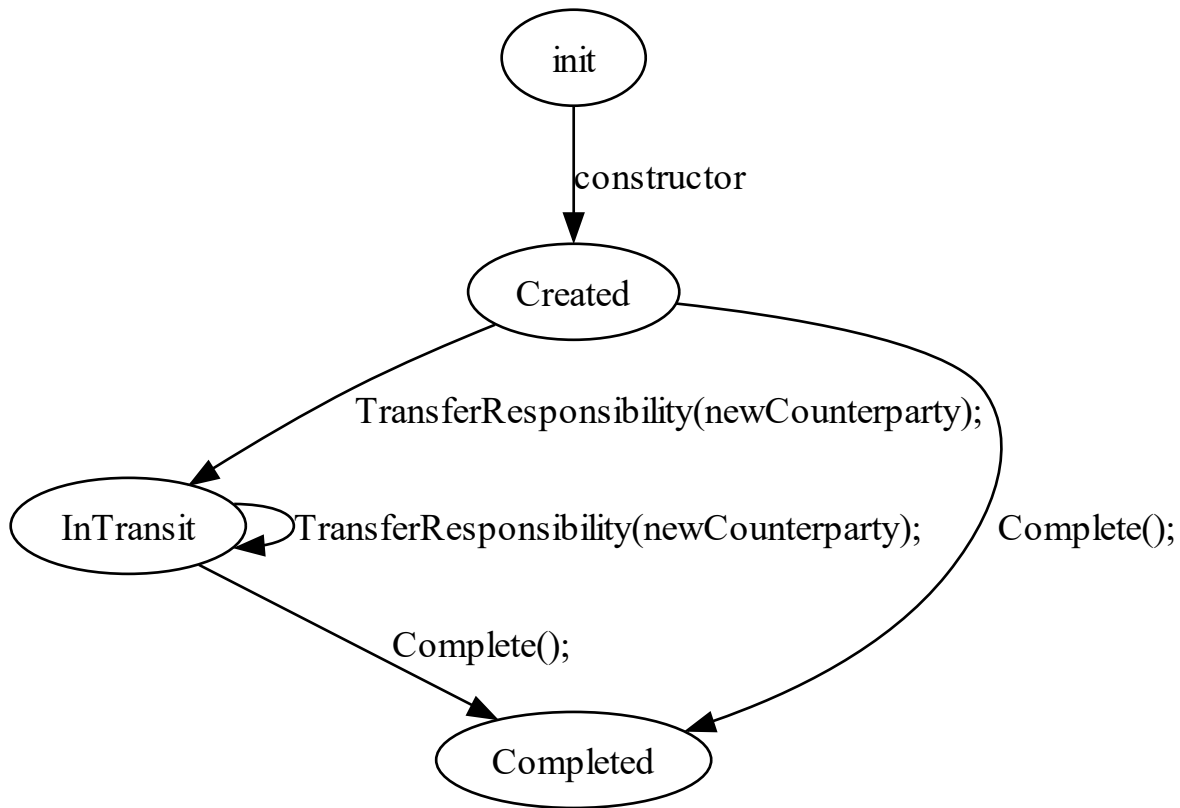 init
constructor
Created
TransferResponsibility(newCounterparty);
InTransit
TransferResponsibility(newCounterparty);
Complete();
Complete();
Completed